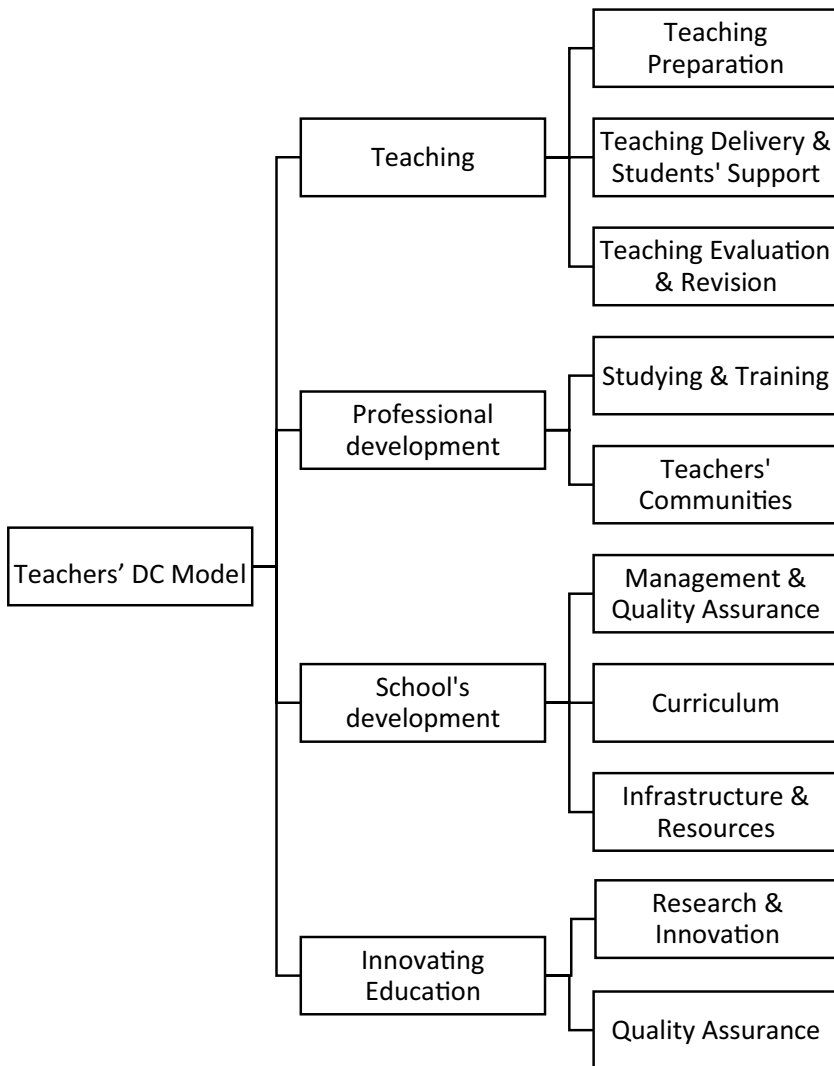 Teaching
Preparation
Teaching
Teaching Delivery &
Students' Support
Teaching Evaluation
& Revision
Studying & Training
Professional
development
Teachers'
Communities
Teachers’ DC Model
Management &
Quality Assurance
School's
development
Curriculum
Infrastructure &
Resources
Research &
Innovation
Innovating
Education
Quality Assurance